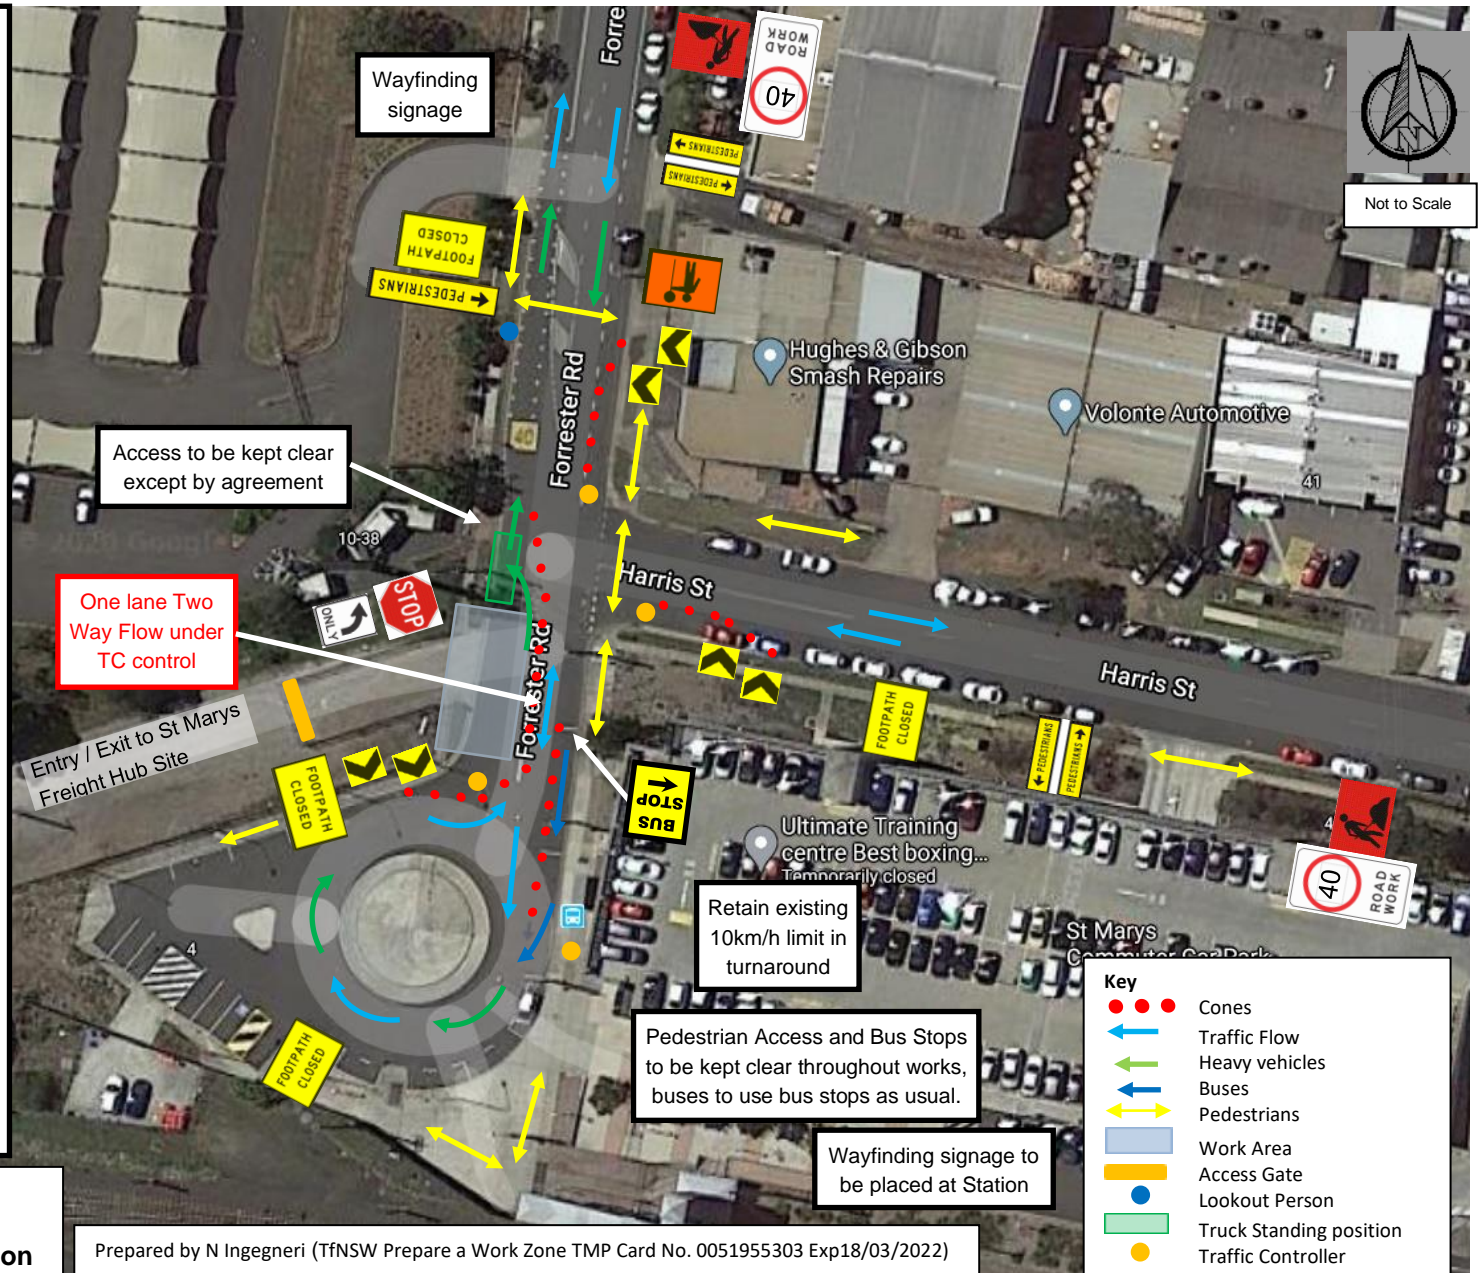 Forre
ROAD
WORK
40
Wayfinding
signage
PEDESTRIANS
PEDESTRIANS
N
Not to Scale
FOOTPATH
CLOSED
PEDESTRIANS
Hughes & Gibson
Smash Repairs
Forrester Rd
Volonte Automotive
40
Access to be kept clear
except by agreement
41
10-38
Harris St
ONLY
STOP
One lane Two
Way Flow under
TC control
Forrester Rd
Harris St
FOOTPATH
CLOSED
Entry / Exit to St Marys
Freight Hub Site
PEDESTRIANS
PEDESTRIANS
FOOTPATH
CLOSED
BUS
STOP
Ultimate Training
centre Best boxing...
Temporarily closed
40
ROAD
WORK
Retain existing
10km/h limit in
turnaround
St Marys
Commuter Car Park
4
FOOTPATH
CLOSED
Pedestrian Access and Bus Stops
to be kept clear throughout works,
buses to use bus stops as usual.
Wayfinding signage to
be placed at Station
Key
Cones
Traffic Flow
Heavy vehicles
Buses
Pedestrians
Work Area
Access Gate
Lookout Person
Truck Standing position
Traffic Controller
on
Prepared by N Ingegneri (TfNSW Prepare a Work Zone TMP Card No. 0051955303 Exp18/03/2022)